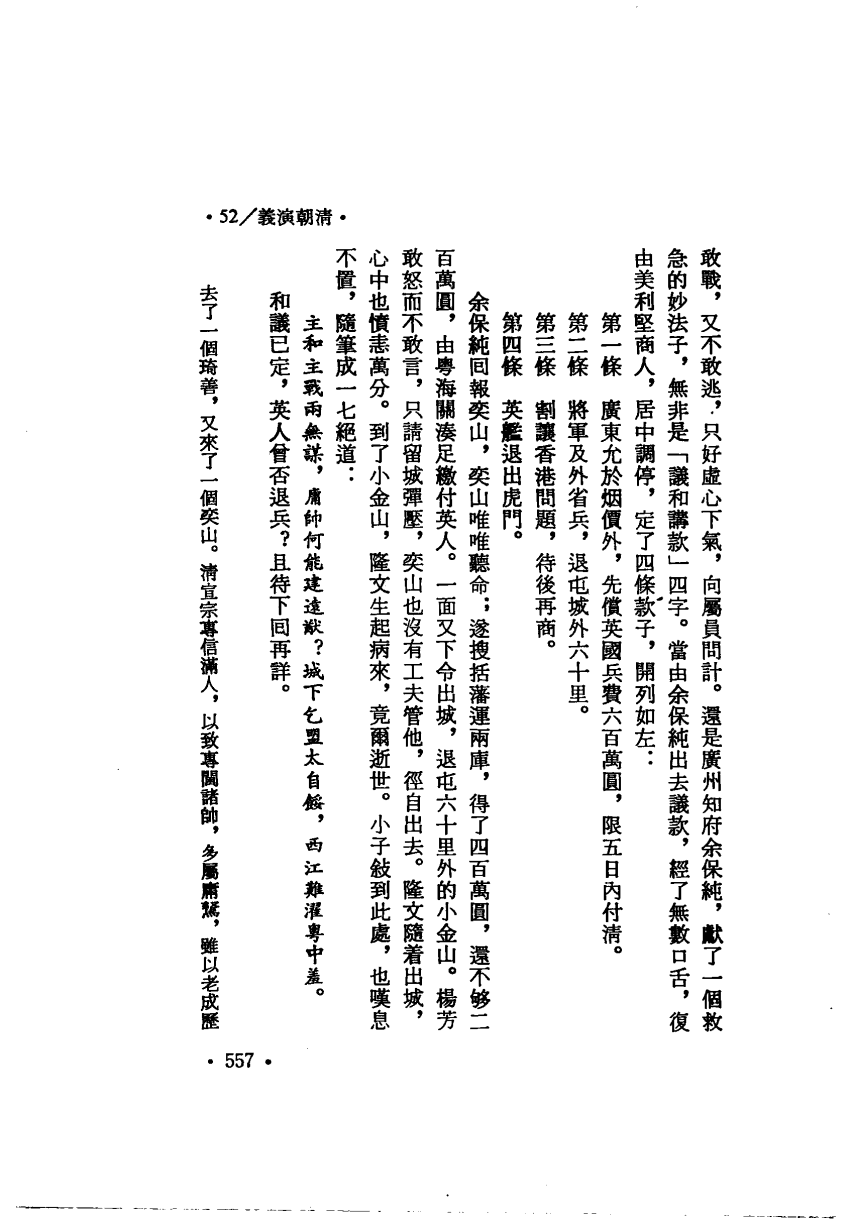 •清朝演義/52•
敢戰，又不敢逃，只好虛心下氣，向屬員問計。還是廣州知府余保純，獻了一個救
急的妙法子，無非是「議和講款」四字。當由余保純出去議款，經了無數口舌，復
由美利堅商人，居中調停，定了四條款子，開列如左：
第一條　廣東允於烟價外，先償英國兵費六百萬圓，限五日內付清。
第二條　將軍及外省兵，退屯城外六十里。
第三條　割讓香港問題，待後再商。
第四條　英艦退出虎門。
余保純囘報奕山，奕山唯唯聽命；遂搜括藩運兩庫，得了四百萬圓，還不够二
百萬圓，由粵海關湊足繳付英人。一面又下令出城，退屯六十里外的小金山。楊芳
敢怒而不敢言，只請留城彈壓，奕山也沒有工夫管他，徑自出去。隆文隨着出城，
心中也憤恚萬分。到了小金山，隆文生起病來，竟爾逝世。小子敍到此處，也嘆息
不置，隨筆成一七絕道：
主和主戰兩無謀，庸帥何能建遠猷？城下乞盟太自餒，西江難濯粵中羞。
和議已定，英人曾否退兵？且待下囘再詳。
去了一個琦善，又來了一個奕山。清宣宗專信滿人，以致專閫諸帥，多屬庸駑，雖以老成歷
•557•